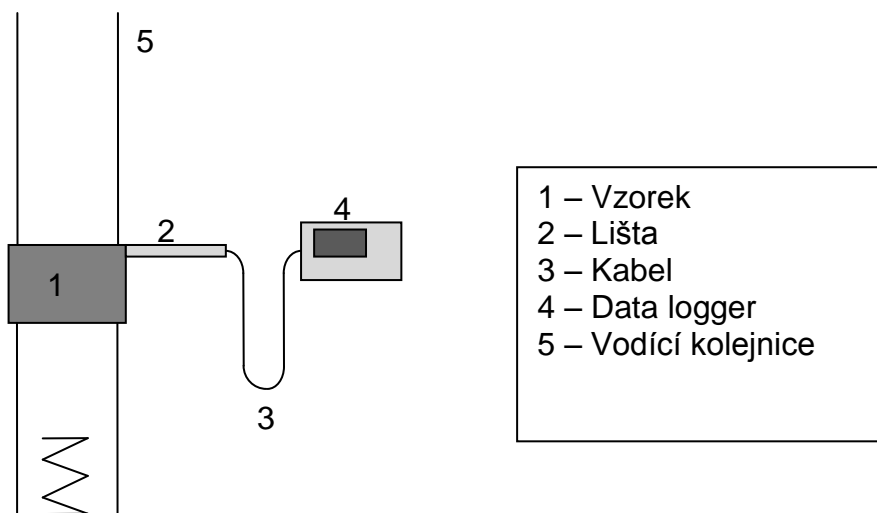 5
4
2
1
3
1 – Vzorek
2 – Lišta
3 – Kabel
4 – Data logger
5 – Vodící kolejnice